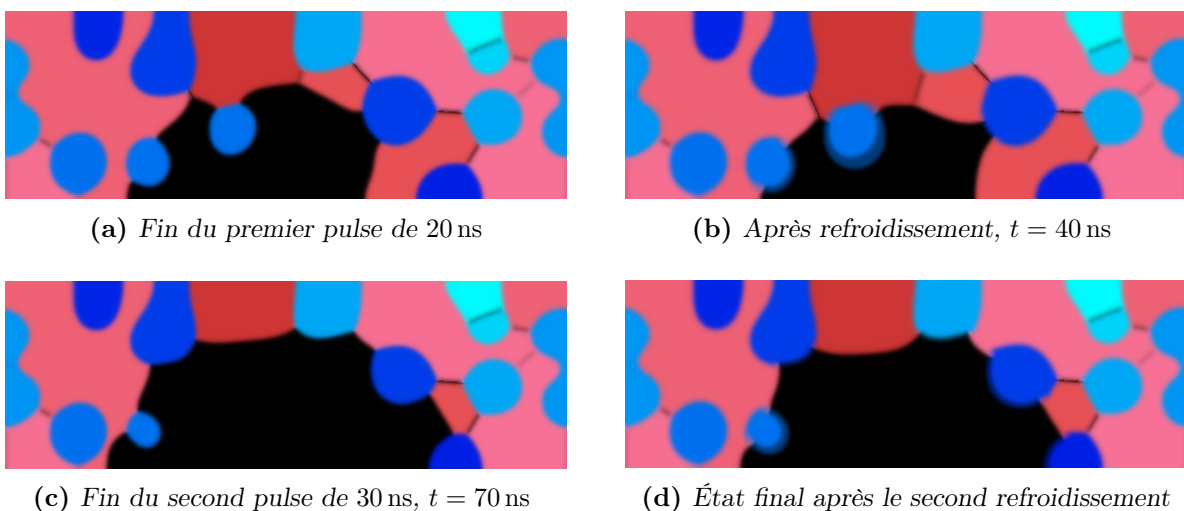 (a) Fin du premier pulse de 20 ns
(b) Après refroidissement, t = 40 ns
(c) Fin du second pulse de 30 ns, t = 70 ns
(d) État final après le second refroidissement